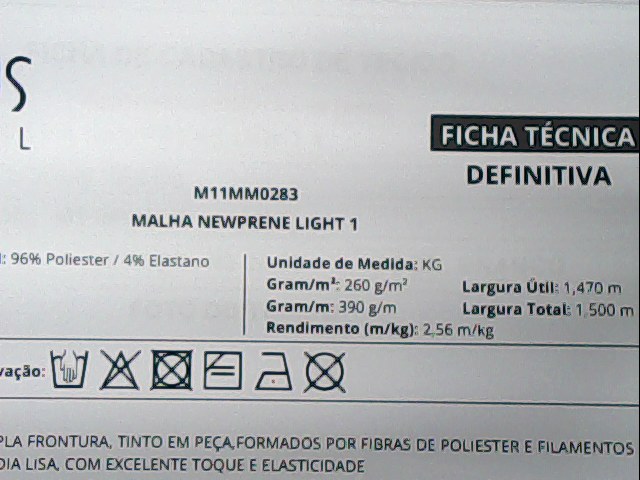 S
L
FICHA TÉCNICA
DEFINITIVA
M11MM0283
MALHA NEWPRENE LIGHT 1
96% Poliester / 4% Elastano
Unidade de Medida: KG
Gram/m²: 260 g/m²
Largura Útil: 1,470 m
Gram/m: 390 g/m
Largura Total: 1,500 m
Rendimento (m/kg): 2,56 m/kg
vação:
PLA FRONTURA, TINTO EM PEÇA,FORMADOS POR FIBRAS DE POLIESTER E FILAMENTOS
DIA LISA, COM EXCELENTE TOQUE E ELASTICIDADE